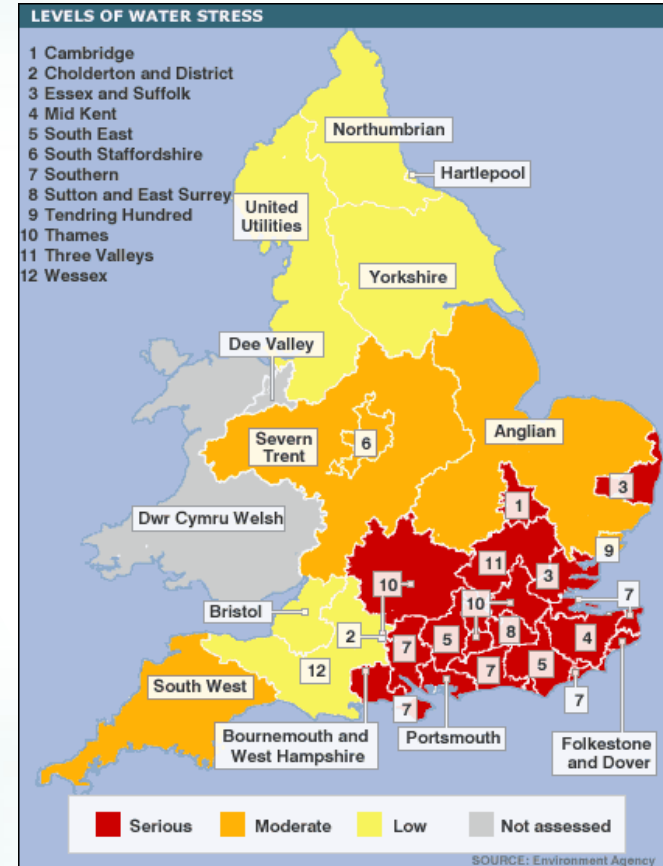 LEVELS OF WATER STRESS
1 Cambridge
2 Cholderton and District
3 Essex and Suffolk
4 Mid Kent
5 South East
6 South Staffordshire
7 Southern
8 Sutton and East Surrey
9 Tendring Hundred
10 Thames
11 Three Valleys
12 Wessex
Northumbrian
Hartlepool
United
Utilities
Yorkshire
Dee Valley
Severn
Trent
6
Anglian
3
1
Dwr Cymru Welsh
9
11
3
10
10
7
Bristol
2
8
4
5
7
12
7
5
South West
7
7
Bournemouth and
West Hampshire
Portsmouth
Folkestone
and Dover
Serious
Moderate
Low
Not assessed
SOURCE: Environment Agency